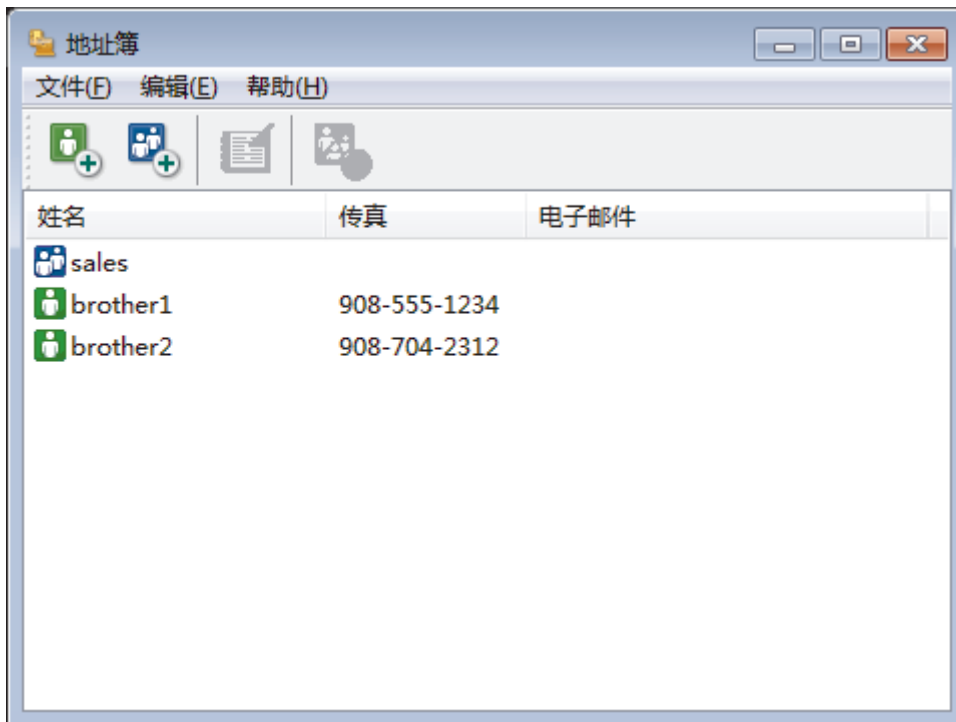 地址簿
文件(F) 编辑(E) 帮助(H)
姓名 传真 电子邮件
sales
brother1 908-555-1234
brother2 908-704-2312